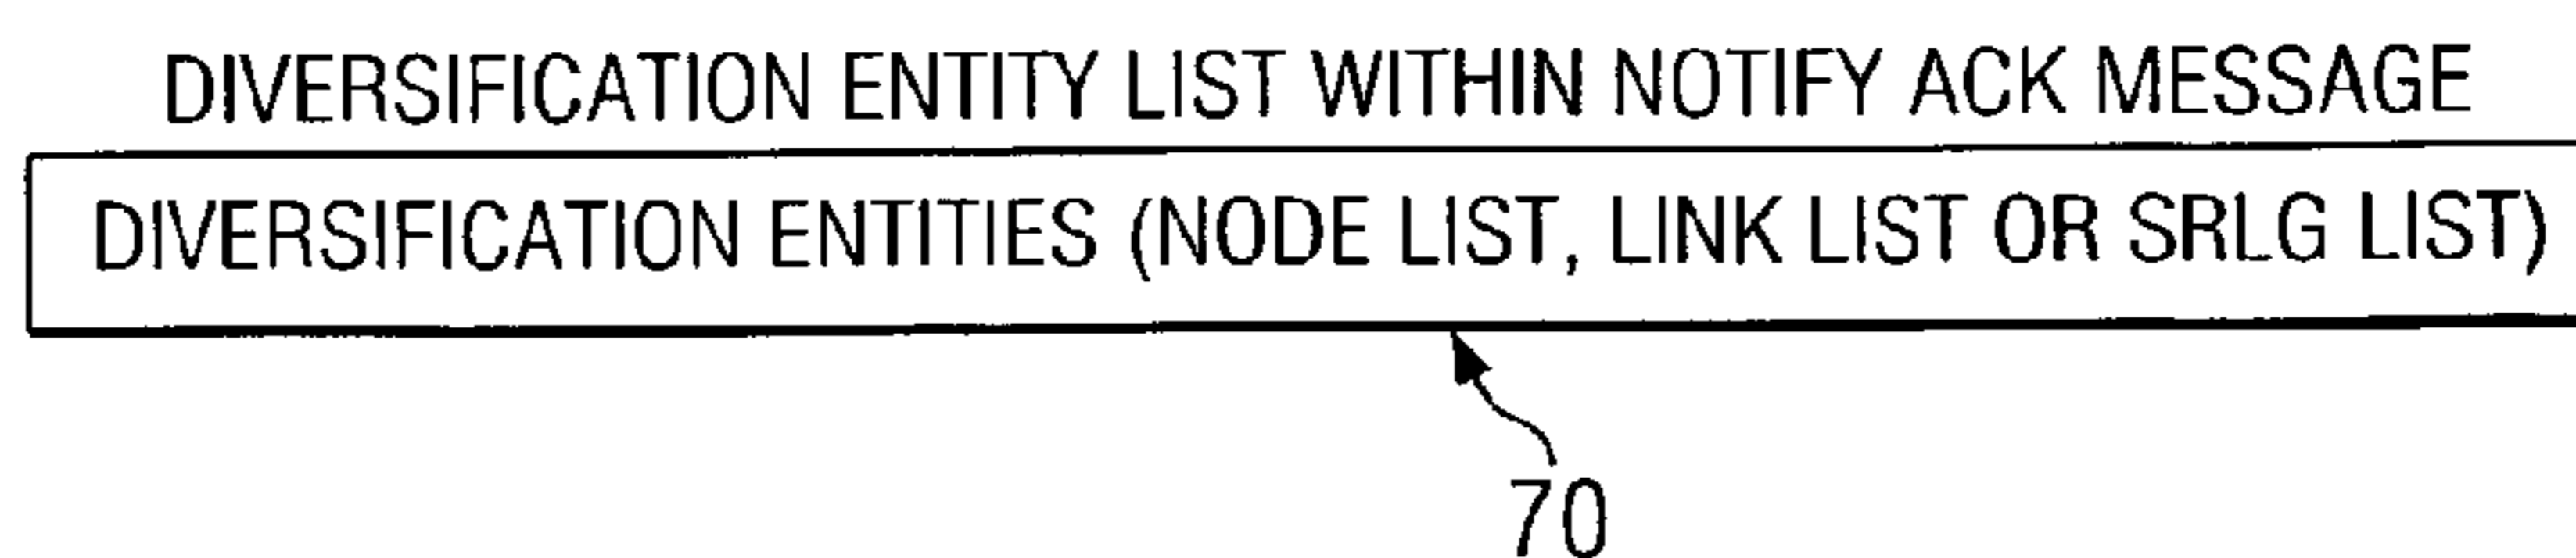 DIVERSIFICATION ENTITY LIST WITHIN NOTIFY ACK MESSAGE
DIVERSIFICATION ENTITIES (NODE LIST, LINK LIST OR SRLG LIST)
70